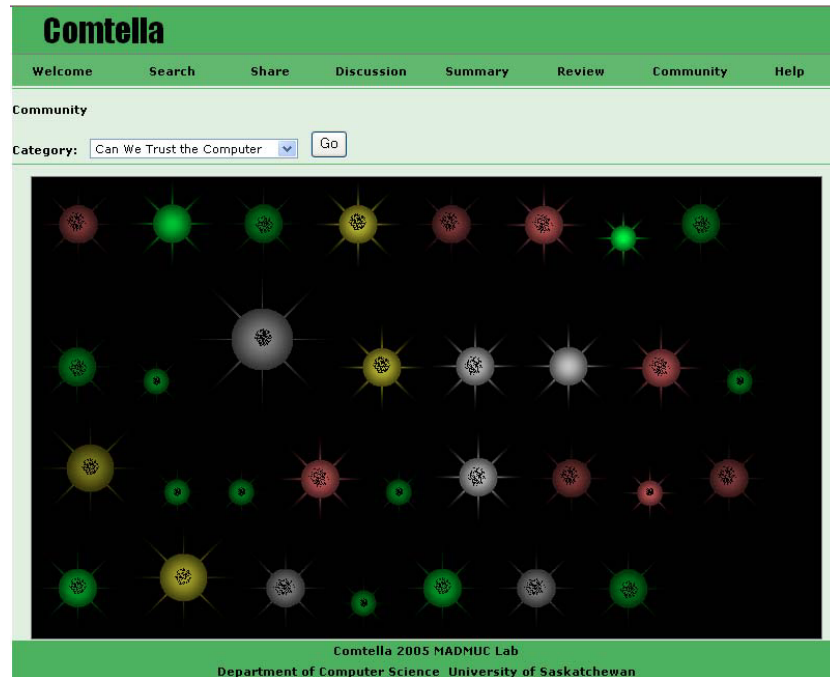 Comtella
Welcome Search Share Discussion Summary Review Community Help
Community
Category: Can We Trust the Computer Go
Comtella 2005 MADMUC Lab
Department of Computer Science University of Saskatchewan